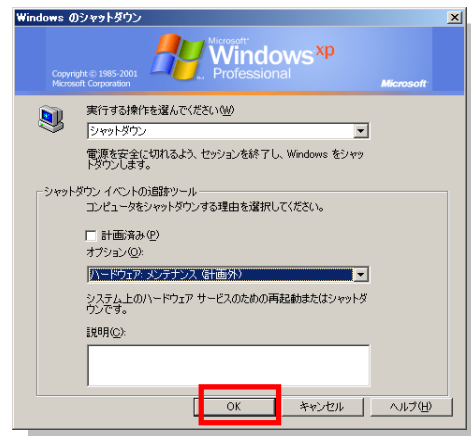 Windows のシャットダウン
Microsoft
Windows xp
Professional
Copyright © 1985-2001
Microsoft Corporation
Microsoft
実行する操作を選んでください(W)
シャットダウン
電源を安全に切れるよう、セッションを終了し、Windows をシャッ
トダウンします。
シャットダウン イベントの追跡ツール
コンピュータをシャットダウンする理由を選択してください。
計画済み(P)
オプション(O):
ハードウェア: メンテナンス (計画外)
システム上のハードウェア サービスのための再起動またはシャットダ
ウンです。
説明(C):
OK キャンセル ヘルプ(H)